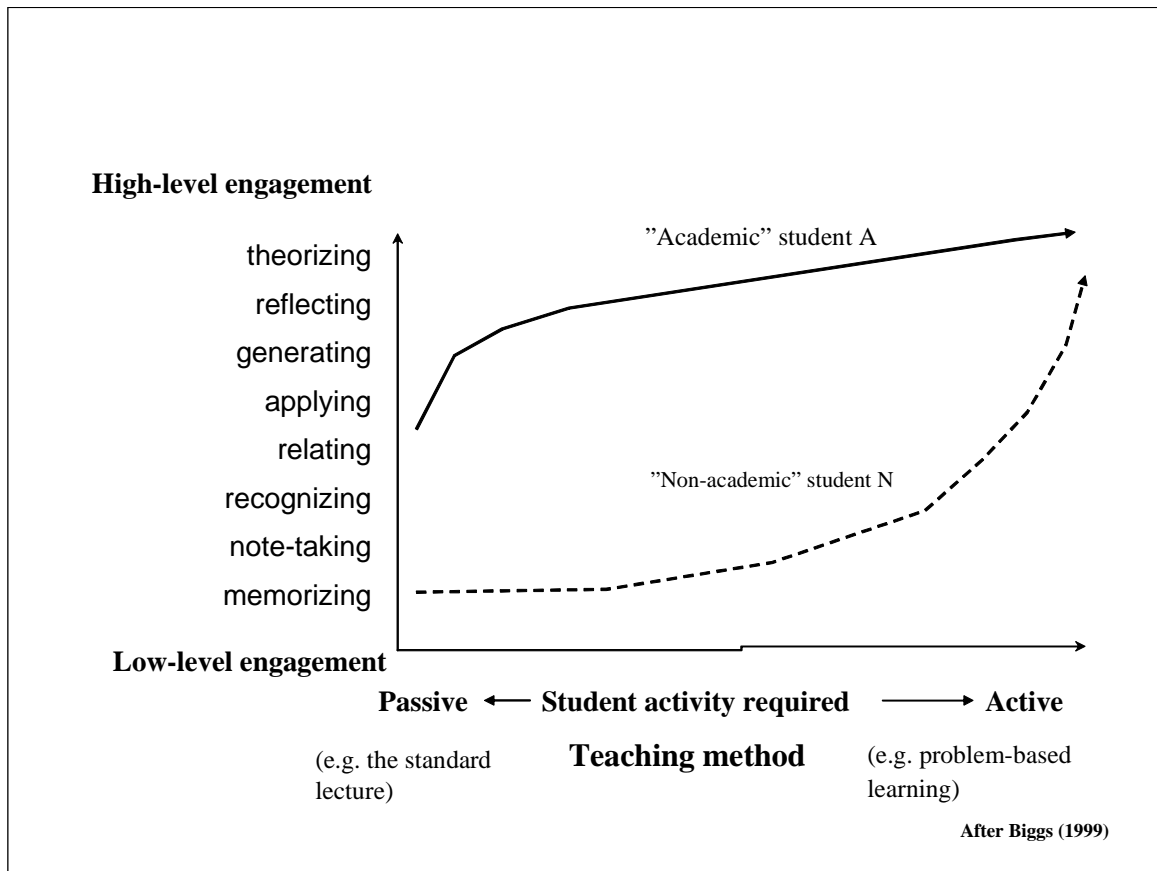 High-level engagement
”Academic” student A
theorizing
reflecting
generating
applying
relating
”Non-academic” student N
recognizing
note-taking
memorizing
Low-level engagement
Passive Student activity required Active
(e.g. the standard
lecture)
Teaching method
(e.g. problem-based
learning)
After Biggs (1999)